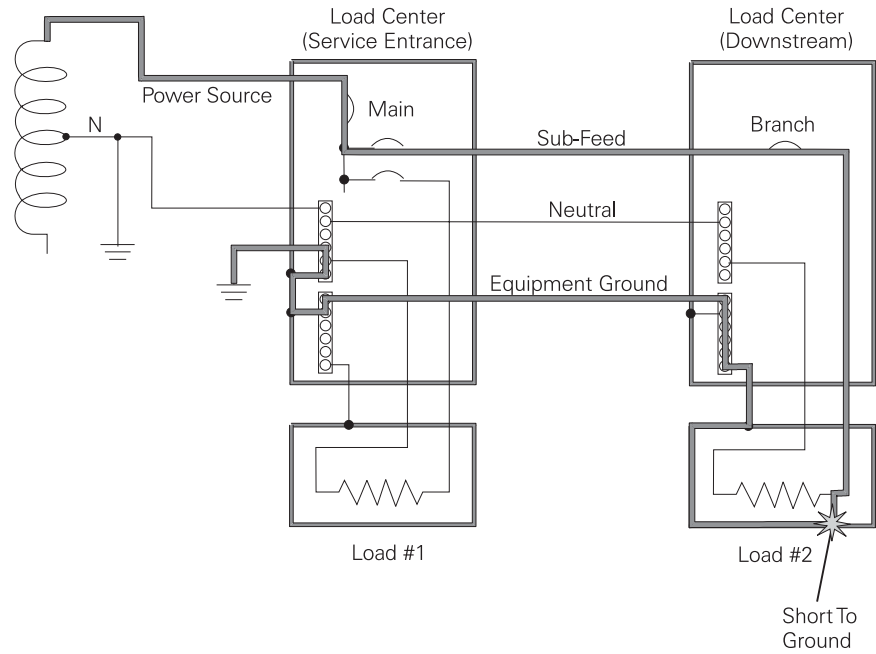 Load Center
(Service Entrance)
Load Center
(Downstream)
Power Source
Main
N
Sub-Feed
Branch
Neutral
Equipment Ground
Load #1
Load #2
Short To
Ground